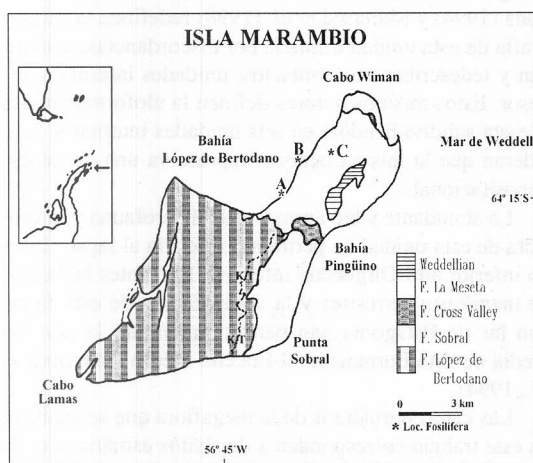 ISLA MARAMBIO
Cabo Wiman
Mar de Weddell
Bahía
López de Bertodano
B
C
A
64° 15'S
Bahía
Pingüino
K/T
K/T
Punta
Sobral
Cabo
Lamas
Weddellian
F. La Meseta
F. Cross Valley
F. Sobral
F. López de
Bertodano
0 3 km
* Loc. Fosilífera
56° 45'W